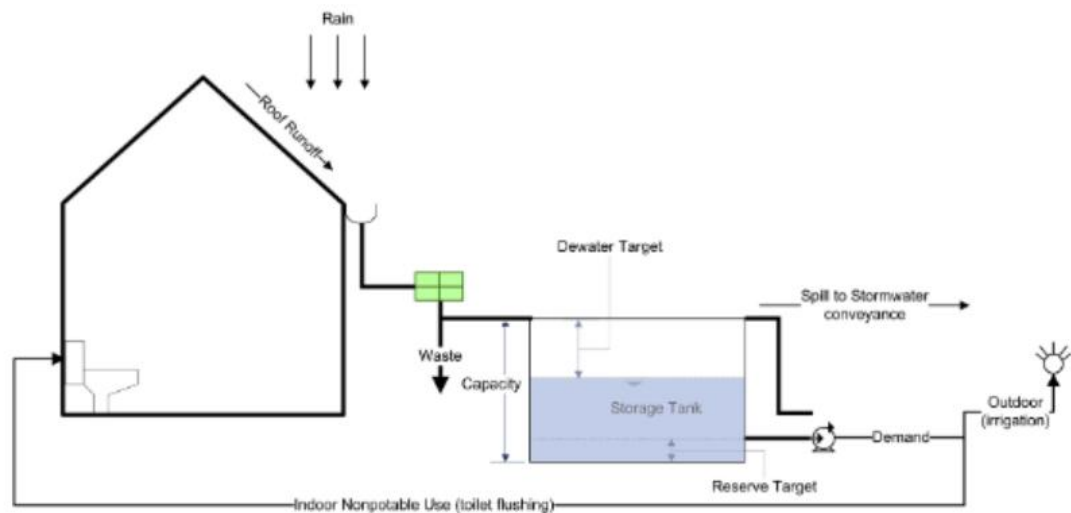 Rain
Roof Runoff
Dewater Target
Spill to Stormwater
conveyance
Waste
Capacity
Storage Tank
Outdoor
(irrigation)
Demand
Reserve Target
Indoor Nonpotable Use (toilet flushing)